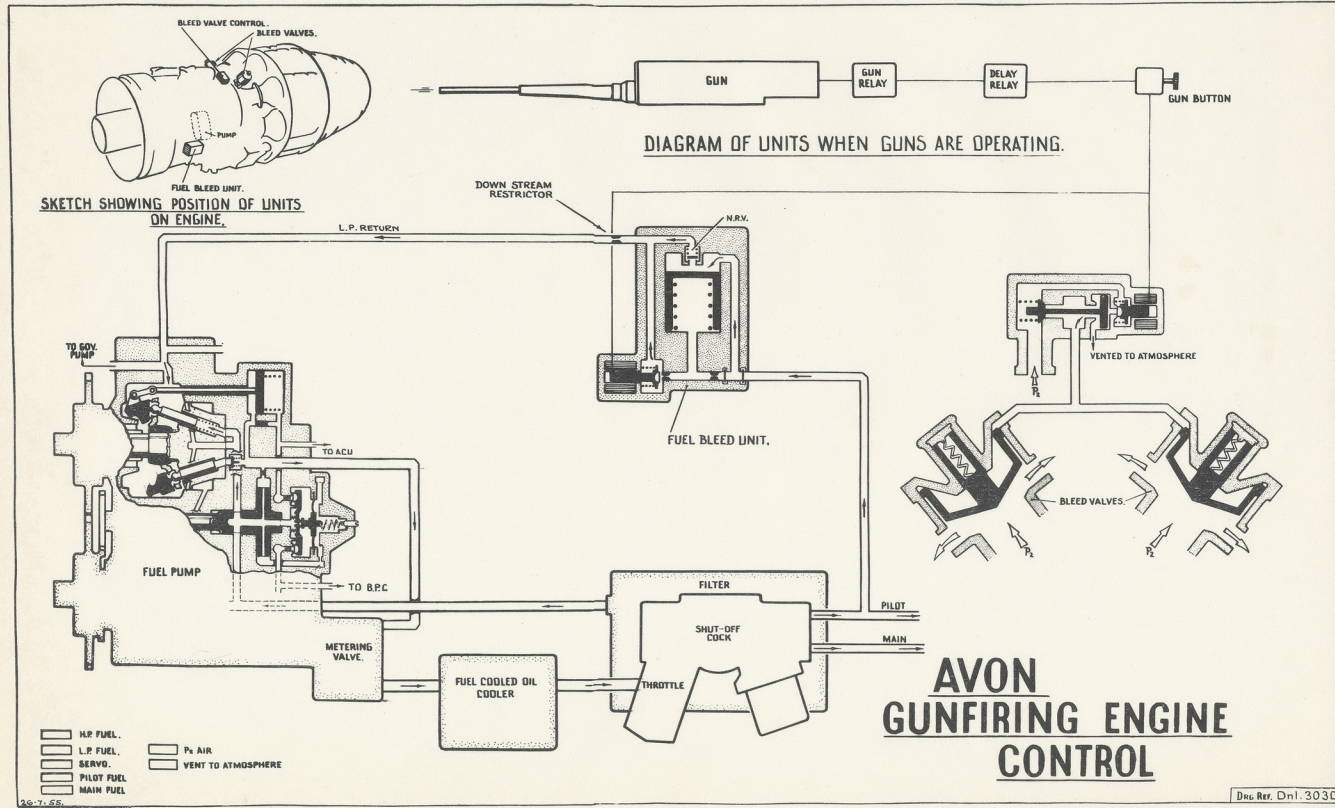 BLEED VALVE CONTROL.
BLEED VALVES.
PUMP
FUEL BLEED UNIT.
SKETCH SHOWING POSITION OF UNITS
ON ENGINE.
GUN
GUN
RELAY
DELAY
RELAY
GUN BUTTON
DIAGRAM OF UNITS WHEN GUNS ARE OPERATING.
DOWN STREAM
RESTRICTOR
N.R.V.
L.P. RETURN
TO GOV.
PUMP
VENTED TO ATMOSPHERE
P2
FUEL BLEED UNIT.
TO ACU
BLEED VALVES.
P2
P2
FUEL PUMP
TO B.P.C
FILTER
SHUT-OFF
COCK
PILOT
MAIN
METERING
VALVE.
FUEL COOLED OIL
COOLER
THROTTLE
AVON
GUNFIRING ENGINE
CONTROL
H.P. FUEL.
L.P. FUEL.
SERVO.
PILOT FUEL
MAIN FUEL
P2 AIR
VENT TO ATMOSPHERE
26·7·55.
DRG REF. Dnl. 303D